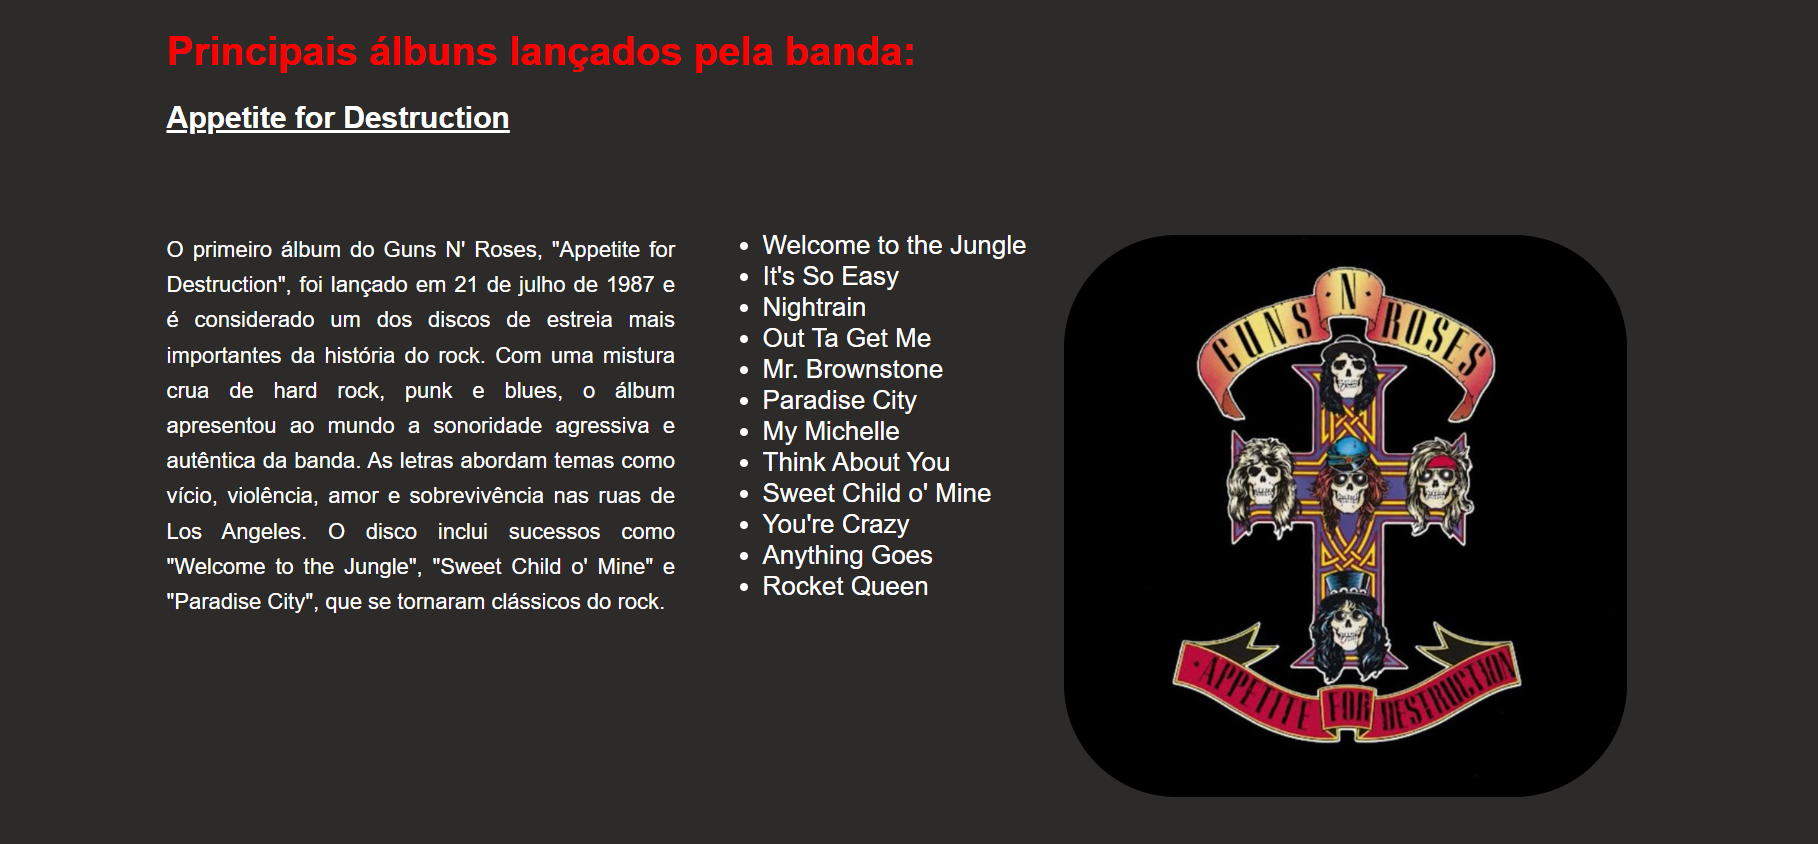 Principais álbuns lançados pela banda:
Appetite for Destruction
O primeiro álbum do Guns N' Roses, "Appetite for
Destruction", foi lançado em 21 de julho de 1987 e
é considerado um dos discos de estreia mais
importantes da história do rock. Com uma mistura
crua de hard rock, punk e blues, o álbum
apresentou ao mundo a sonoridade agressiva e
autêntica da banda. As letras abordam temas como
vício, violência, amor e sobrevivência nas ruas de
Los Angeles. O disco inclui sucessos como
"Welcome to the Jungle", "Sweet Child o' Mine" e
"Paradise City", que se tornaram clássicos do rock.
• Welcome to the Jungle
• It's So Easy
• Nightrain
• Out Ta Get Me
• Mr. Brownstone
• Paradise City
• My Michelle
• Think About You
• Sweet Child o' Mine
• You're Crazy
• Anything Goes
• Rocket Queen
GUNS ·N· ROSES
·APPETITE FOR DESTRUCTION